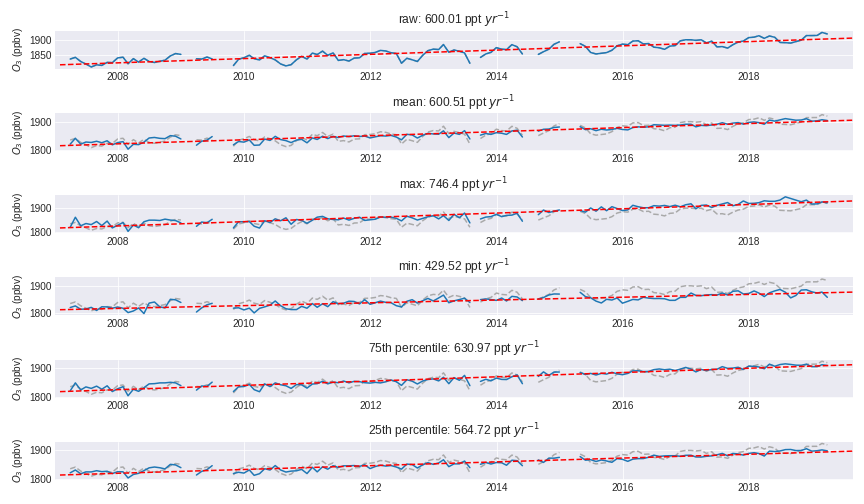 raw: 600.01 ppt yr⁻¹
O₃ (ppbv)
1900
1850
2008 2010 2012 2014 2016 2018
mean: 600.51 ppt yr⁻¹
O₃ (ppbv)
1900
1800
2008 2010 2012 2014 2016 2018
max: 746.4 ppt yr⁻¹
O₃ (ppbv)
1900
1800
2008 2010 2012 2014 2016 2018
min: 429.52 ppt yr⁻¹
O₃ (ppbv)
1900
1800
2008 2010 2012 2014 2016 2018
75th percentile: 630.97 ppt yr⁻¹
O₃ (ppbv)
1900
1800
2008 2010 2012 2014 2016 2018
25th percentile: 564.72 ppt yr⁻¹
O₃ (ppbv)
1900
1800
2008 2010 2012 2014 2016 2018